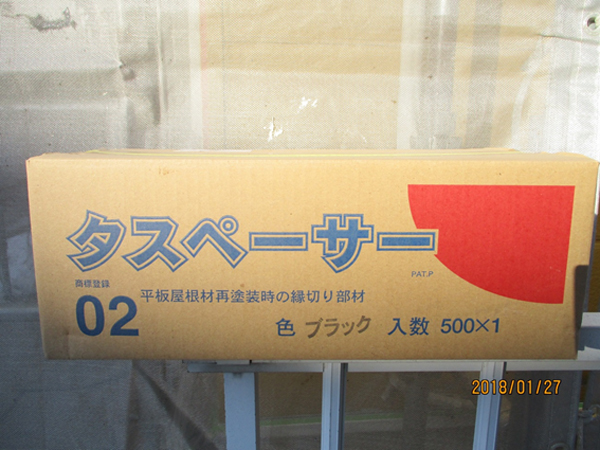 タスペーサー
PAT.P
商標登録
02 平板屋根材再塗装時の縁切り部材
色 ブラック 入数 500×1
2018/01/27